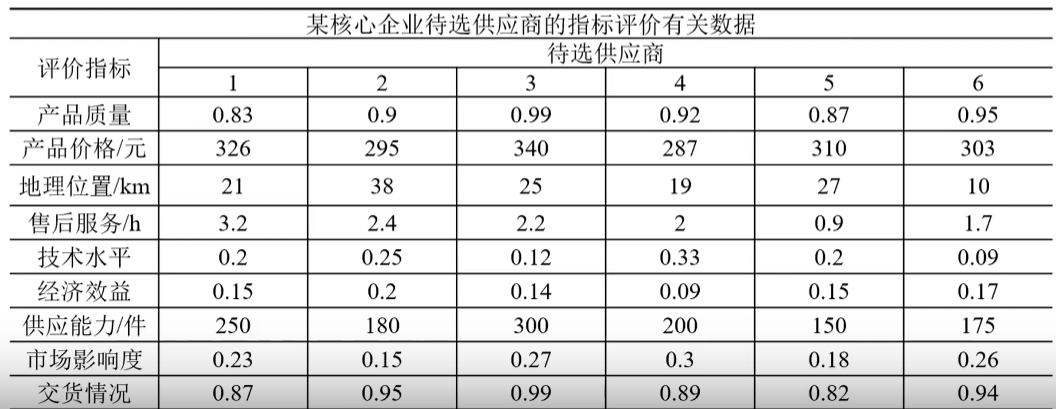 某核心企业待选供应商的指标评价有关数据
评价指标 待选供应商
1 2 3 4 5 6
产品质量 0.83 0.9 0.99 0.92 0.87 0.95
产品价格/元 326 295 340 287 310 303
地理位置/km 21 38 25 19 27 10
售后服务/h 3.2 2.4 2.2 2 0.9 1.7
技术水平 0.2 0.25 0.12 0.33 0.2 0.09
经济效益 0.15 0.2 0.14 0.09 0.15 0.17
供应能力/件 250 180 300 200 150 175
市场影响度 0.23 0.15 0.27 0.3 0.18 0.26
交货情况 0.87 0.95 0.99 0.89 0.82 0.94